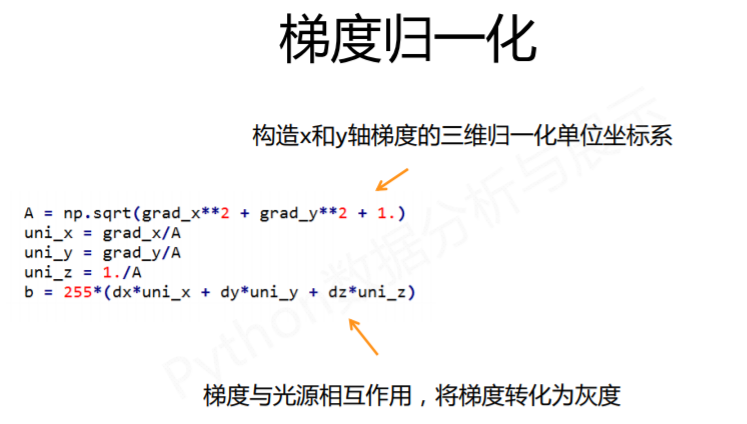 梯度归一化
构造x和y轴梯度的三维归一化单位坐标系
A = np.sqrt(grad_x**2 + grad_y**2 + 1.)
uni_x = grad_x/A
uni_y = grad_y/A
uni_z = 1./A
b = 255*(dx*uni_x + dy*uni_y + dz*uni_z)
梯度与光源相互作用，将梯度转化为灰度
Python数据分析与展示